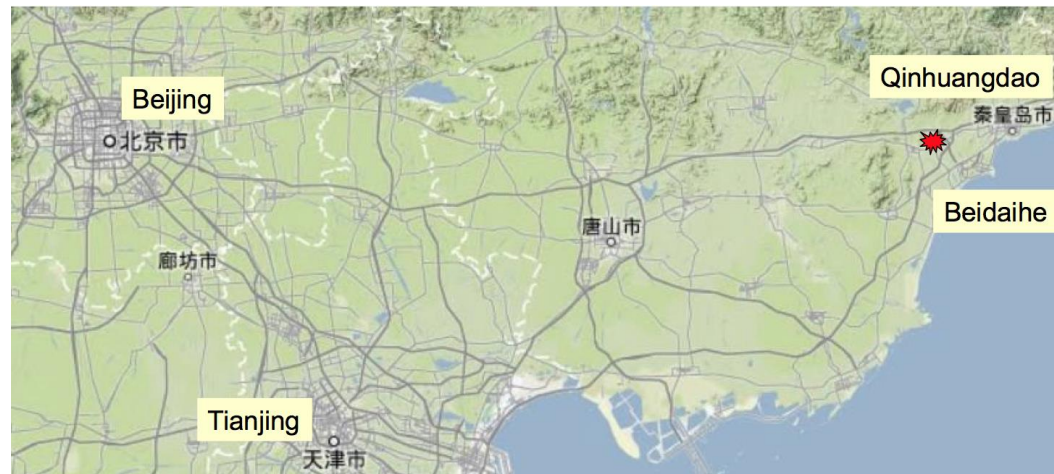 Qinhuangdao
Beijing
秦皇岛市
北京市
Beidaihe
唐山市
廊坊市
Tianjing
天津市